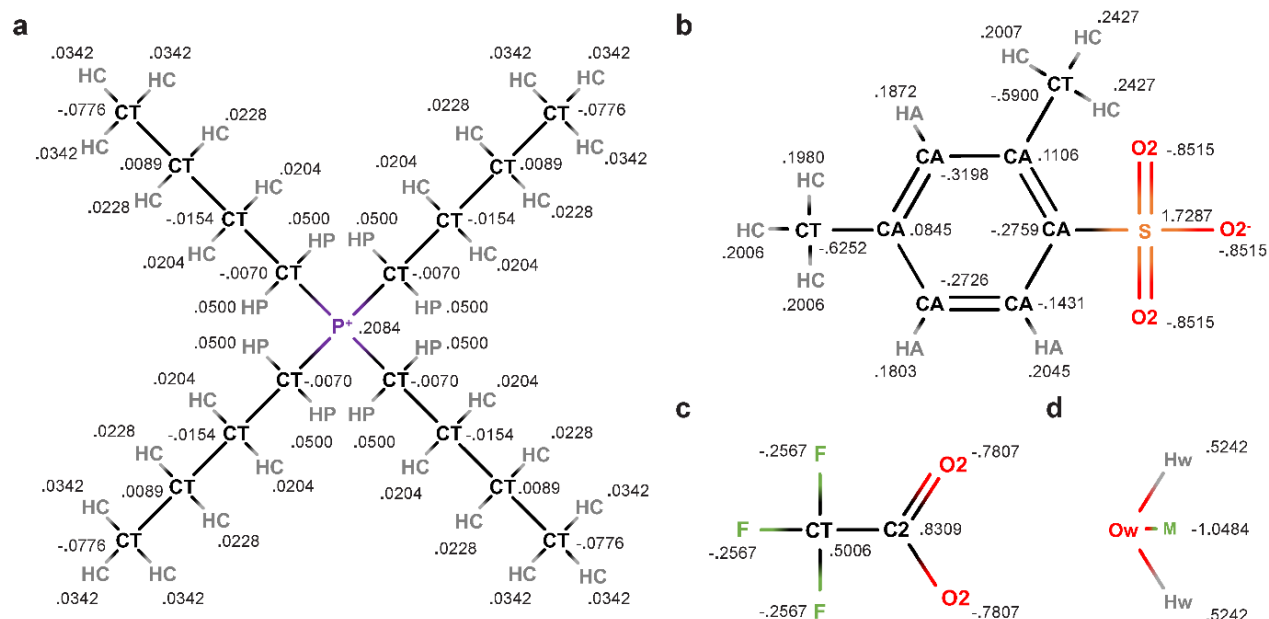 a
.0342 .0342 .0342 .0342
HC HC HC HC
-.0776 CT .0228 .0228 CT -.0776
HC HC HC HC
.0342 .0089 CT .0204 .0204 CT .0089 .0342
HC HC HC HC
.0228 -.0154 CT .0500 .0500 CT -.0154 .0228
HC HP HP HC
.0204 -.0070 CT CT -.0070 .0204
HP HP
.0500 P+ .2084 .0500
.0500 HP HP .0500
.0204 CT -.0070 CT -.0070 .0204
HC HP HP HC
.0228 -.0154 CT .0500 .0500 CT -.0154 .0228
HC HC HC HC
.0342 .0089 CT .0204 .0204 CT .0089 .0342
HC HC HC HC
-.0776 CT .0228 .0228 CT -.0776
HC HC HC HC
.0342 .0342 .0342 .0342
b
.2007 .2427
HC HC
.1872 -.5900 CT .2427
HA HC
.1980 CA CA .1106 O2 -.8515
HC -.3198
HC CT CA .0845 -.2759 CA S 1.7287 O2-
.2006 -.6252 -.8515
HC -.2726
.2006 CA CA -.1431 O2 -.8515
HA HA
.1803 .2045
c
-.2567 F O2 -.7807
F CT C2 .8309
-.2567 .5006
-.2567 F O2 -.7807
d
Hw .5242
Ow M -1.0484
Hw .5242